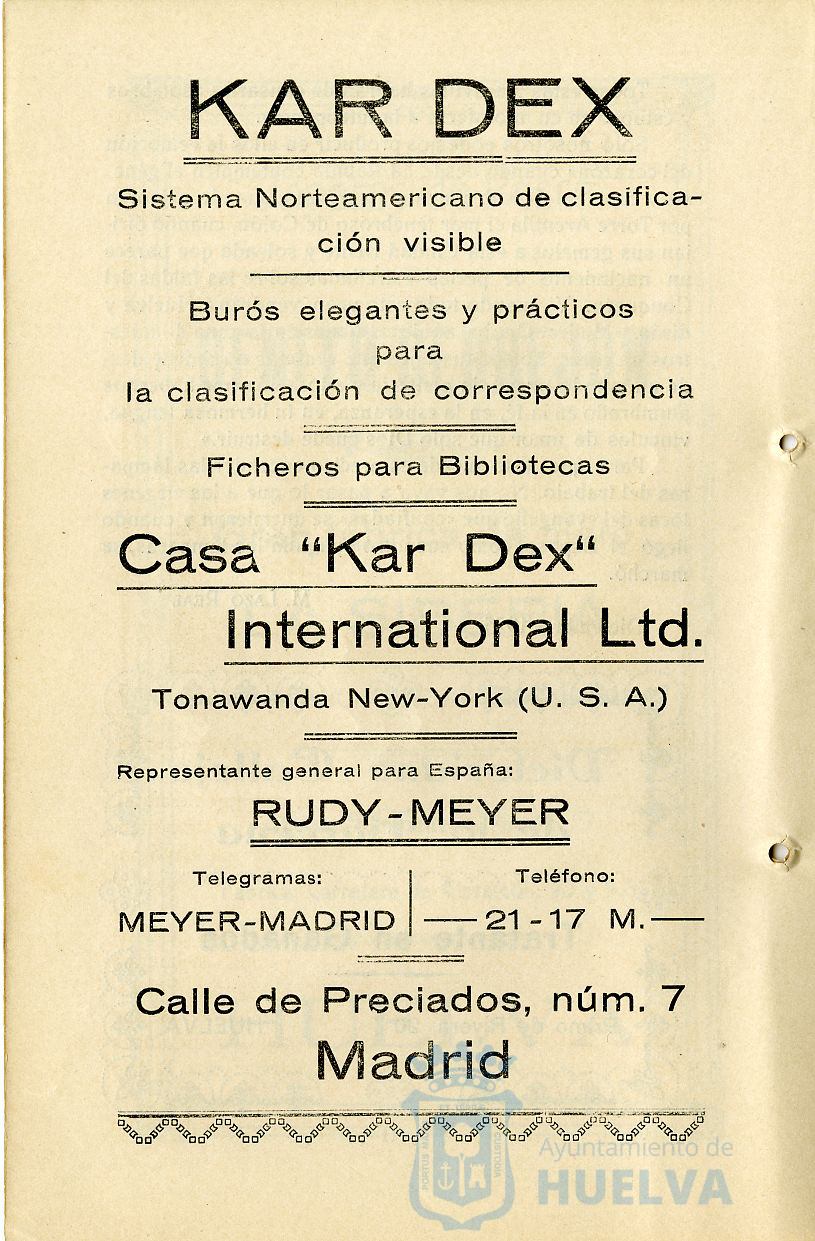 KAR DEX
Sistema Norteamericano de clasifica-
ción visible
Burós elegantes y prácticos
para
la clasificación de correspondencia
Ficheros para Bibliotecas
Casa “Kar Dex“
International Ltd.
Tonawanda New-York (U. S. A.)
Representante general para España:
RUDY-MEYER
Telegramas:
MEYER-MADRID
Teléfono:
21-17 M.
Calle de Preciados, núm. 7
Madrid
Ayuntamiento de
HUELVA